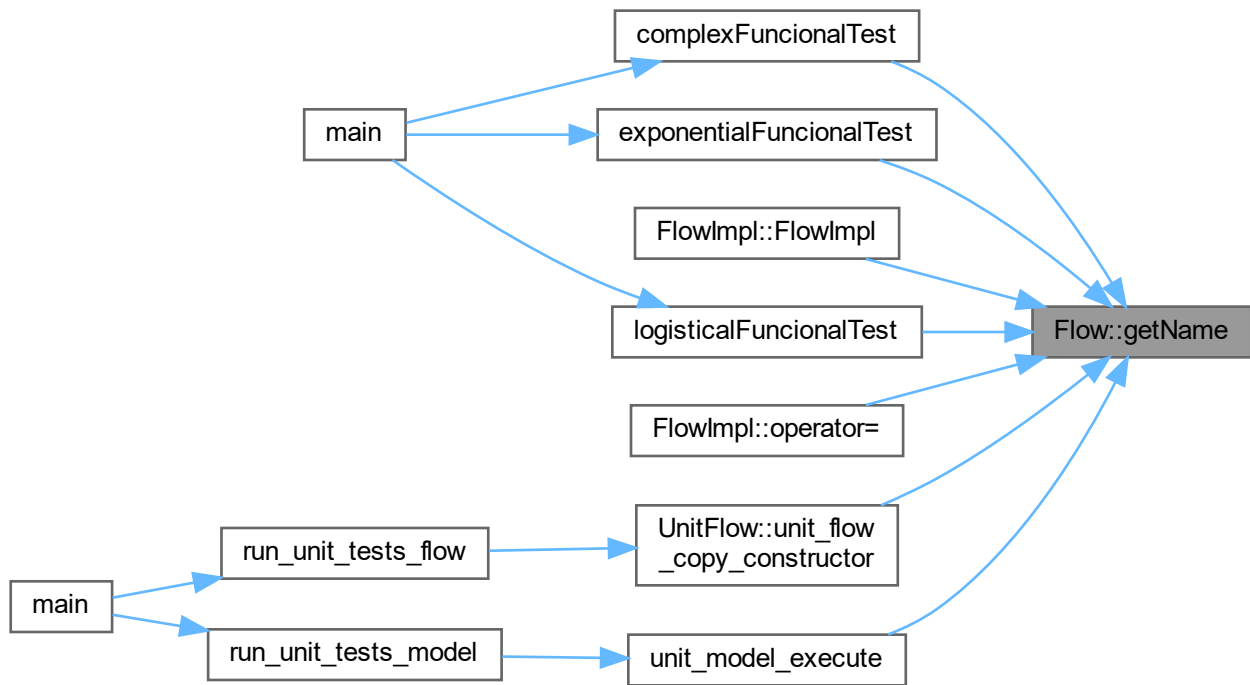 complexFuncionalTest
main
exponentialFuncionalTest
FlowImpl::FlowImpl
logisticalFuncionalTest
Flow::getName
FlowImpl::operator=
UnitFlow::unit_flow
_copy_constructor
run_unit_tests_flow
main
run_unit_tests_model
unit_model_execute